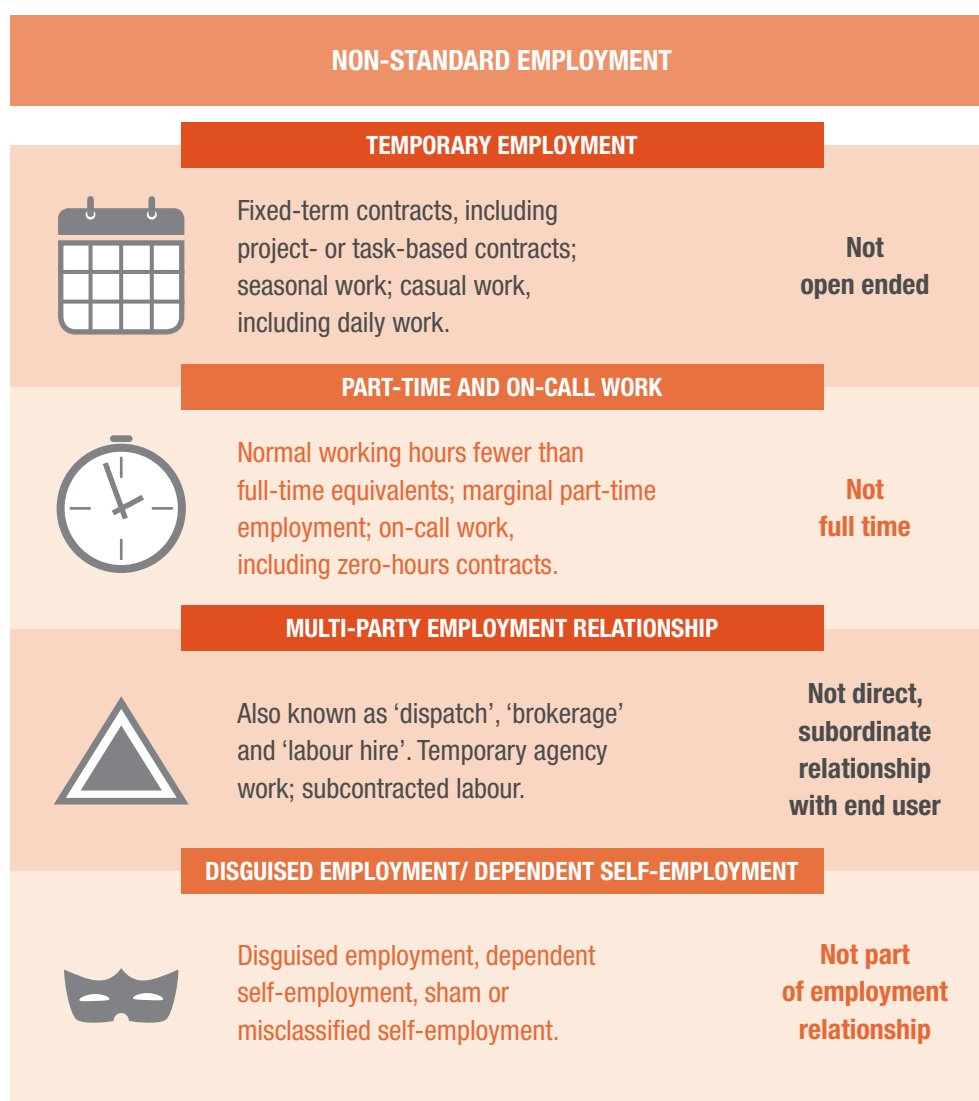 NON-STANDARD EMPLOYMENT
TEMPORARY EMPLOYMENT
Fixed-term contracts, including
project- or task-based contracts;
seasonal work; casual work,
including daily work.
Not
open ended
PART-TIME AND ON-CALL WORK
Normal working hours fewer than
full-time equivalents; marginal part-time
employment; on-call work,
including zero-hours contracts.
Not
full time
MULTI-PARTY EMPLOYMENT RELATIONSHIP
Also known as ‘dispatch’, ‘brokerage’
and ‘labour hire’. Temporary agency
work; subcontracted labour.
Not direct,
subordinate
relationship
with end user
DISGUISED EMPLOYMENT/ DEPENDENT SELF-EMPLOYMENT
Disguised employment, dependent
self-employment, sham or
misclassified self-employment.
Not part
of employment
relationship